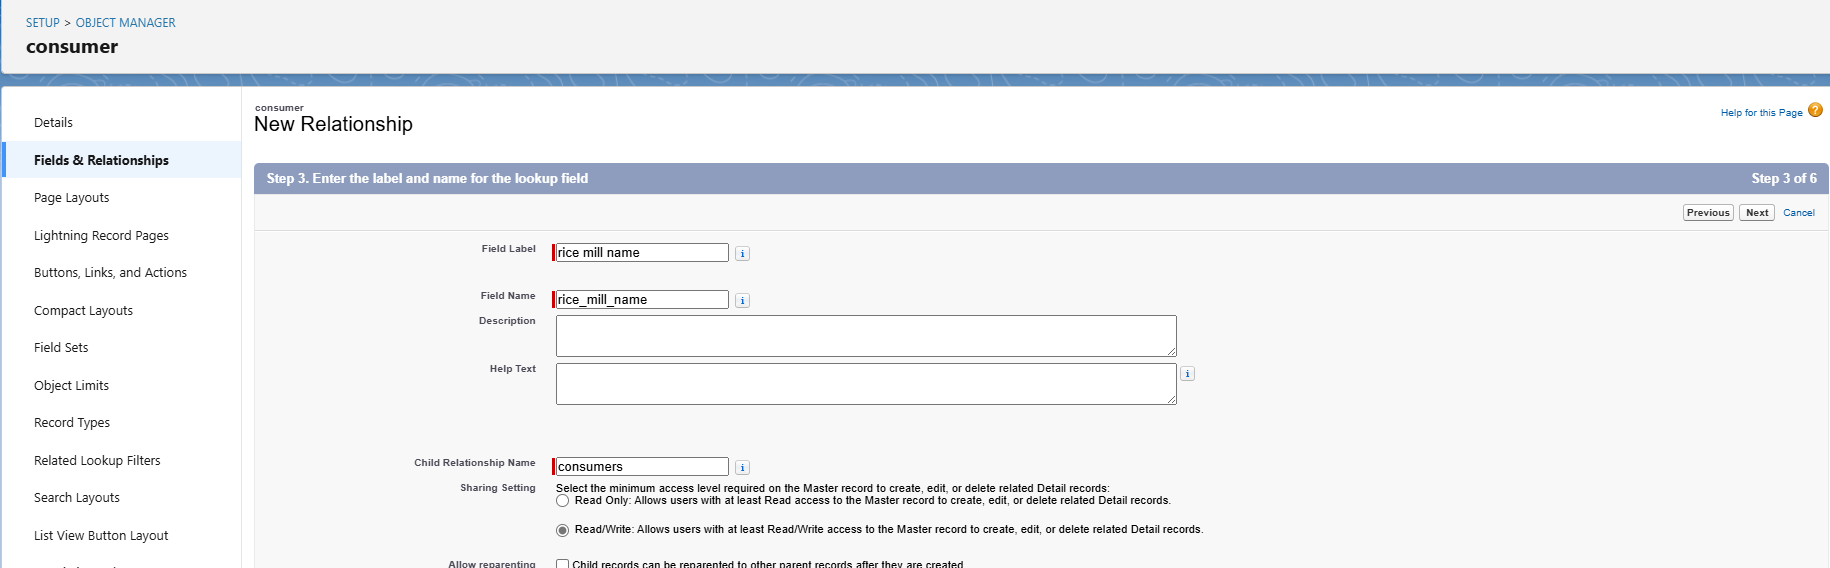 SETUP > OBJECT MANAGER
consumer
Details
Fields & Relationships
Page Layouts
Lightning Record Pages
Buttons, Links, and Actions
Compact Layouts
Field Sets
Object Limits
Record Types
Related Lookup Filters
Search Layouts
List View Button Layout
consumer
New Relationship
Help for this Page ?
Step 3. Enter the label and name for the lookup field Step 3 of 6
Previous Next Cancel
Field Label rice mill name i
Field Name rice_mill_name i
Description
Help Text i
Child Relationship Name consumers i
Sharing Setting Select the minimum access level required on the Master record to create, edit, or delete related Detail records:
Read Only: Allows users with at least Read access to the Master record to create, edit, or delete related Detail records.
Read/Write: Allows users with at least Read/Write access to the Master record to create, edit, or delete related Detail records.
Allow reparenting Child records can be reparented to other parent records after they are created